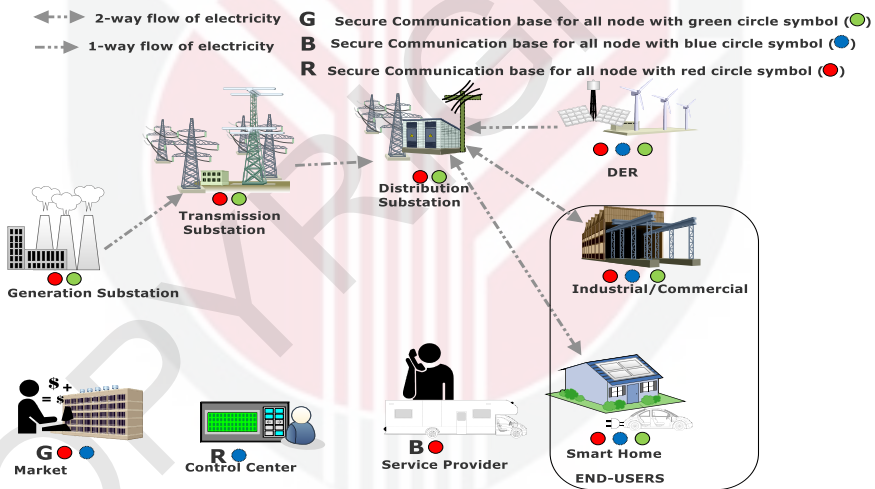 2-way flow of electricity
1-way flow of electricity
G Secure Communication base for all node with green circle symbol ( )
B Secure Communication base for all node with blue circle symbol ( )
R Secure Communication base for all node with red circle symbol ( )
DER
Distribution
Substation
Transmission
Substation
Generation Substation
Industrial/Commercial
$ +
= $
G
Market
R
Control Center
B
Service Provider
Smart Home
END-USERS
COPYRIGHT